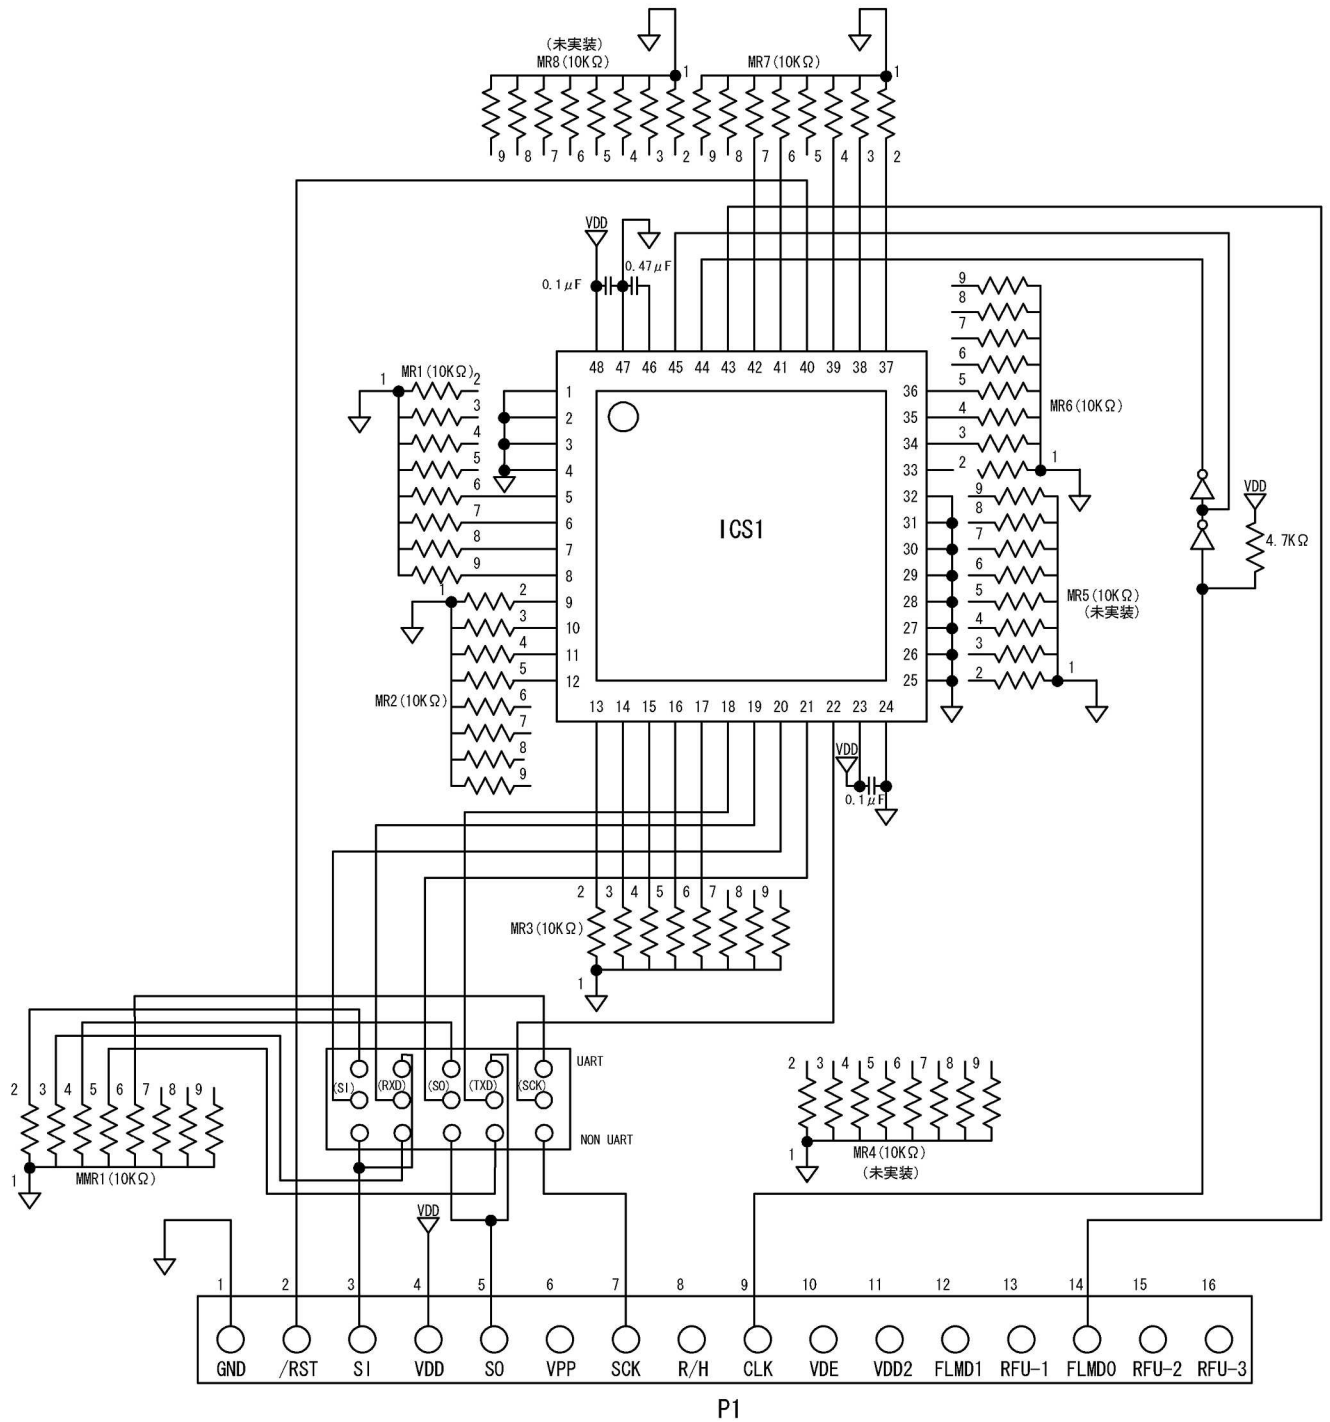 (未実装)
MR8(10KΩ) 1 MR7(10KΩ) 1
9 8 7 6 5 4 3 2 9 8 7 6 5 4 3 2
VDD
0.1μF 0.47μF
48 47 46 45 44 43 42 41 40 39 38 37
1 MR1(10KΩ) 2
3
4
5
6
7
8
9
1
2
3
4
5
6
7
8
9
10
11
12
1 2
3
4
5
MR2(10KΩ) 6
7
8
9
ICS1
36
35
34
33
32
31
30
29
28
27
26
25
9
8
7
6
5
4
3
2
MR6(10KΩ)
1
9
8
7
6
5
4
3
2
MR5(10KΩ)
(未実装)
1
VDD
4.7KΩ
13 14 15 16 17 18 19 20 21 22 23 24
VDD
0.1μF
2 3 4 5 6 7 8 9
MR3(10KΩ)
1
2 3 4 5 6 7 8 9
1
MMR1(10KΩ)
UART
(SI) (RXD) (SO) (TXD) (SCK)
NON UART
2 3 4 5 6 7 8 9
1 MR4(10KΩ)
(未実装)
VDD
1 2 3 4 5 6 7 8 9 10 11 12 13 14 15 16
GND /RST SI VDD SO VPP SCK R/H CLK VDE VDD2 FLMD1 RFU-1 FLMD0 RFU-2 RFU-3
P1